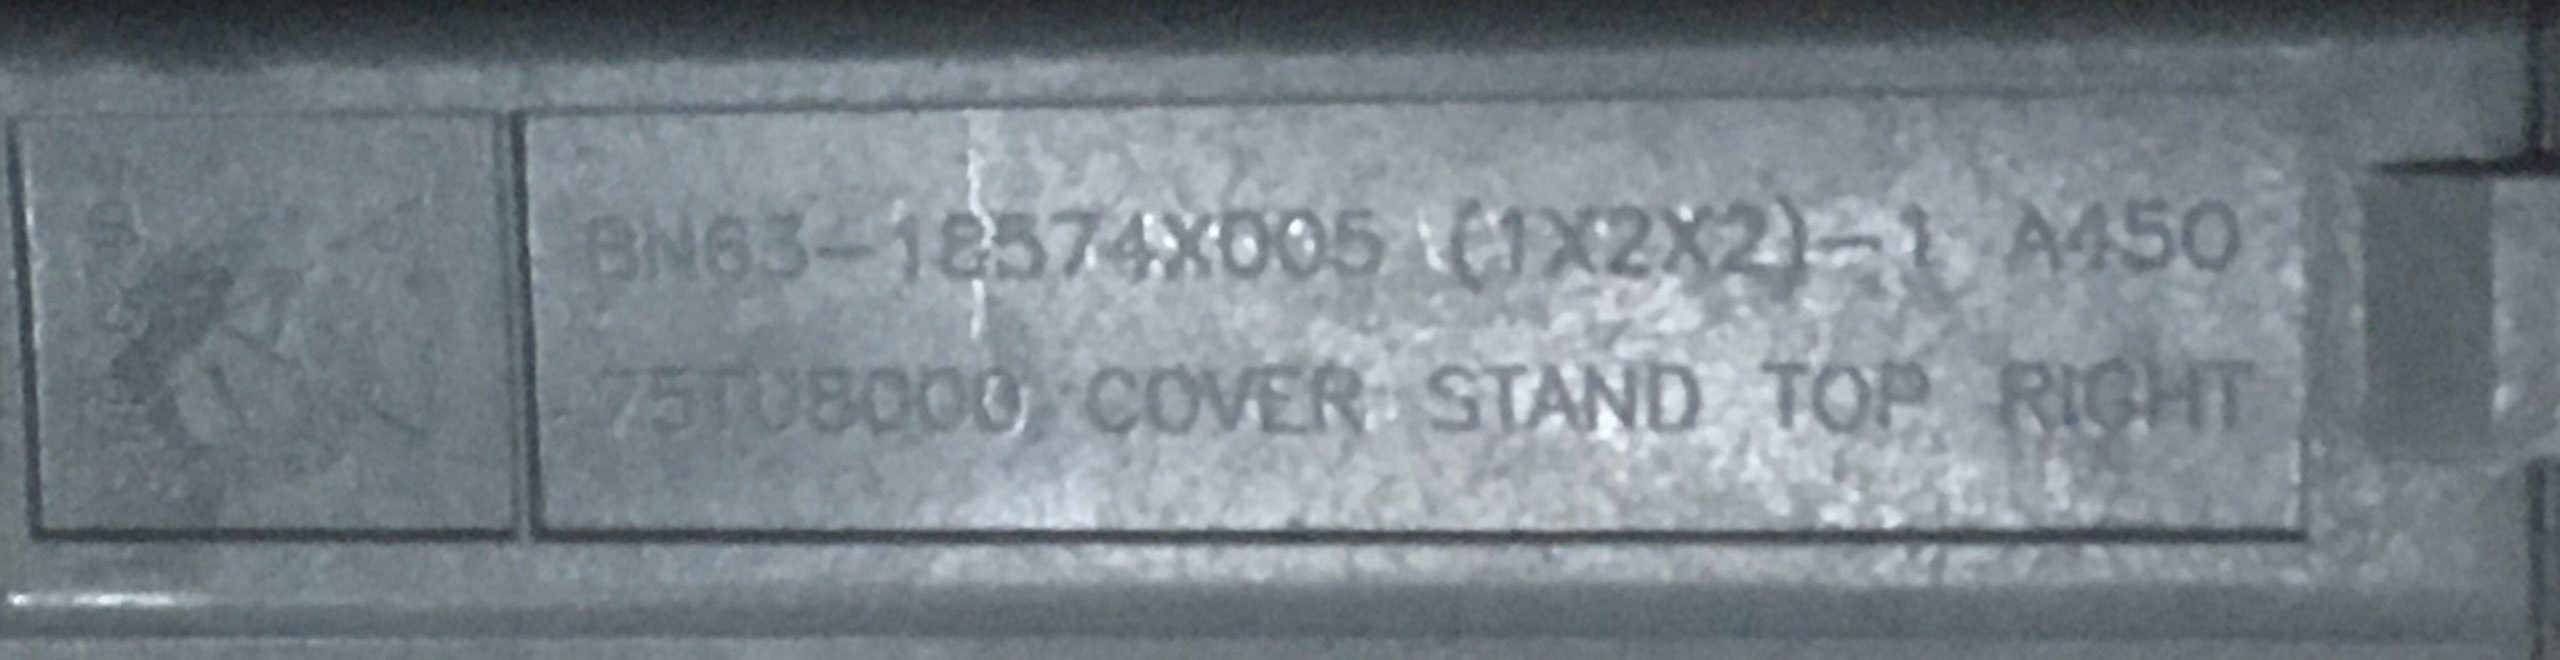 BN63-18574X005 (1X2X2)-1 A450
75TU8000 COVER STAND TOP RIGHT